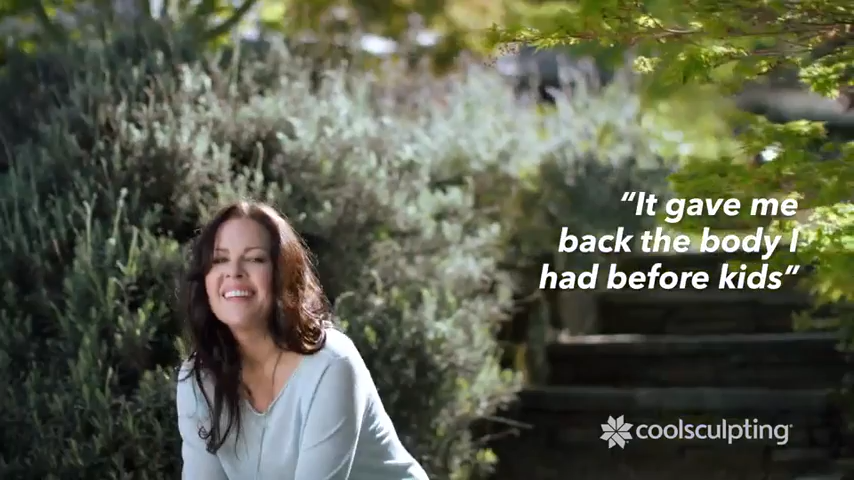 "It gave me
back the body I
had before kids"
coolsculpting